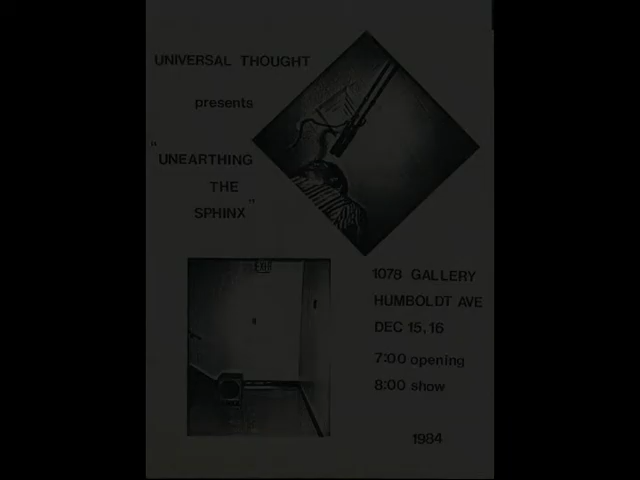 UNIVERSAL THOUGHT
presents
"UNEARTHING
THE
SPHINX"
1078 GALLERY
HUMBOLDT AVE
DEC 15, 16
7:00 opening
8:00 show
1984